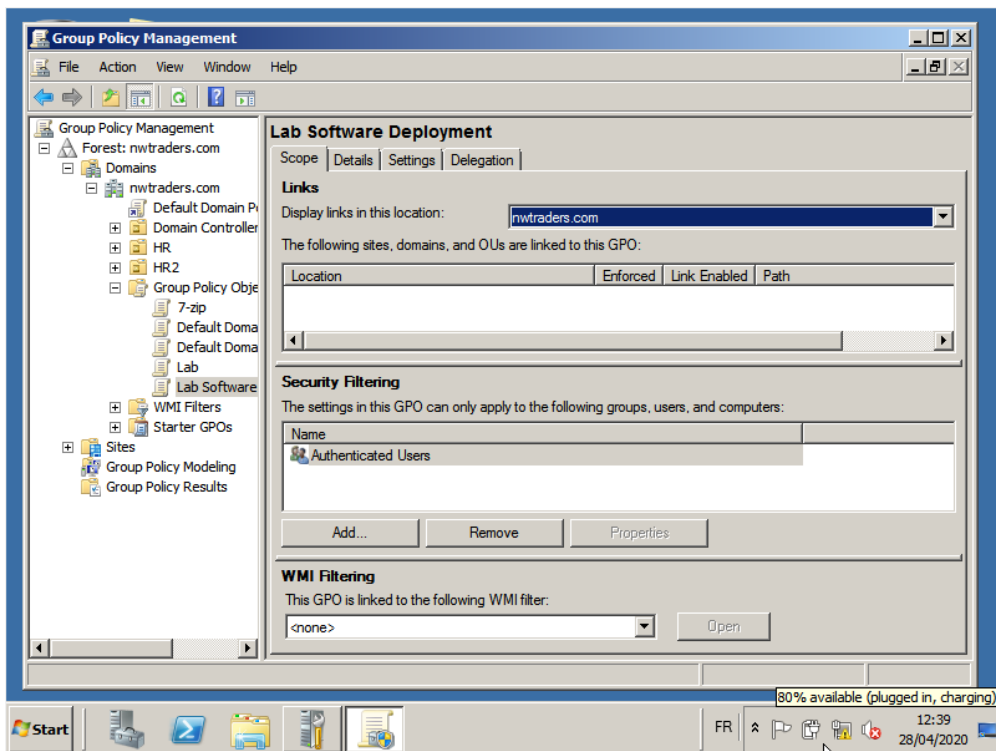 Group Policy Management
File Action View Window Help
Group Policy Management
Forest: nwtraders.com
Domains
nwtraders.com
Default Domain P
Domain Controller
HR
HR2
Group Policy Obje
7-zip
Default Doma
Default Doma
Lab
Lab Software
WMI Filters
Starter GPOs
Sites
Group Policy Modeling
Group Policy Results
Lab Software Deployment
Scope Details Settings Delegation
Links
Display links in this location: nwtraders.com
The following sites, domains, and OUs are linked to this GPO:
Location Enforced Link Enabled Path
Security Filtering
The settings in this GPO can only apply to the following groups, users, and computers:
Name
Authenticated Users
Add... Remove Properties
WMI Filtering
This GPO is linked to the following WMI filter:
<none> Open
80% available (plugged in, charging)
Start FR 12:39
28/04/2020